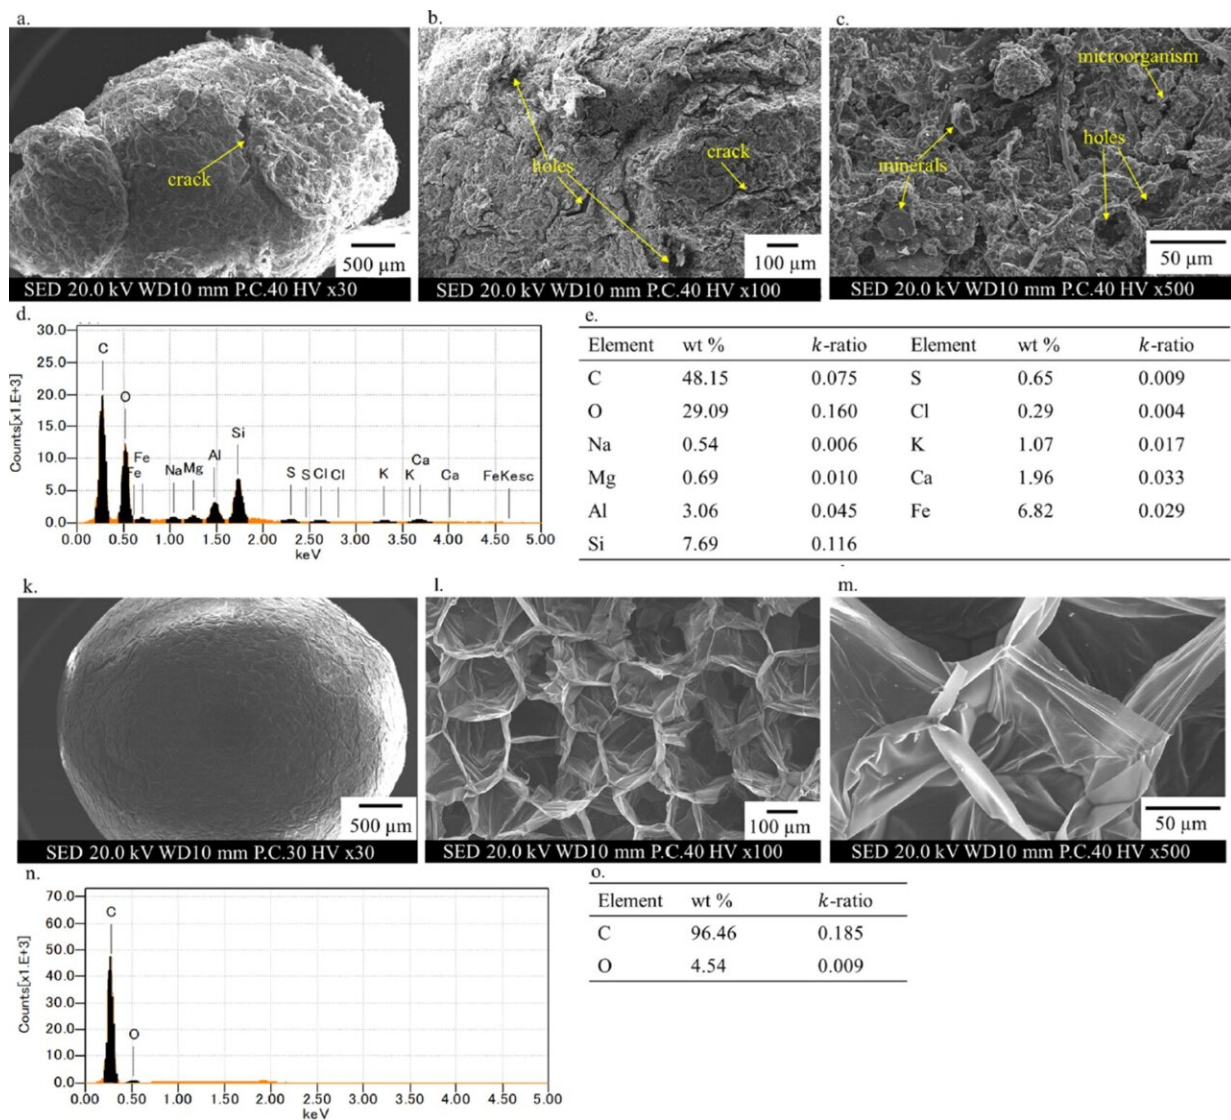 a.
b.
c.
crack
500 µm
SED 20.0 kV WD10 mm P.C.40 HV x30
holes
crack
100 µm
SED 20.0 kV WD10 mm P.C.40 HV x100
microorganism
minerals
holes
50 µm
SED 20.0 kV WD10 mm P.C.40 HV x500
d.
Counts[x1.E+3]
30.0
25.0
20.0
15.0
10.0
5.0
0.0
C
O
Fe
Fe
Na
Mg
Al
Si
S
S
Cl
Cl
K
K
Ca
Ca
Fe
Kesc
0.00 0.50 1.00 1.50 2.00 2.50 3.00 3.50 4.00 4.50 5.00
keV
e.
Element wt % k-ratio Element wt % k-ratio
C 48.15 0.075 S 0.65 0.009
O 29.09 0.160 Cl 0.29 0.004
Na 0.54 0.006 K 1.07 0.017
Mg 0.69 0.010 Ca 1.96 0.033
Al 3.06 0.045 Fe 6.82 0.029
Si 7.69 0.116
k.
l.
m.
500 µm
SED 20.0 kV WD10 mm P.C.30 HV x30
100 µm
SED 20.0 kV WD10 mm P.C.40 HV x100
50 µm
SED 20.0 kV WD10 mm P.C.40 HV x500
n.
Counts[x1.E+3]
70.0
60.0
50.0
40.0
30.0
20.0
10.0
0.0
C
O
0.00 0.50 1.00 1.50 2.00 2.50 3.00 3.50 4.00 4.50 5.00
keV
o.
Element wt % k-ratio
C 96.46 0.185
O 4.54 0.009